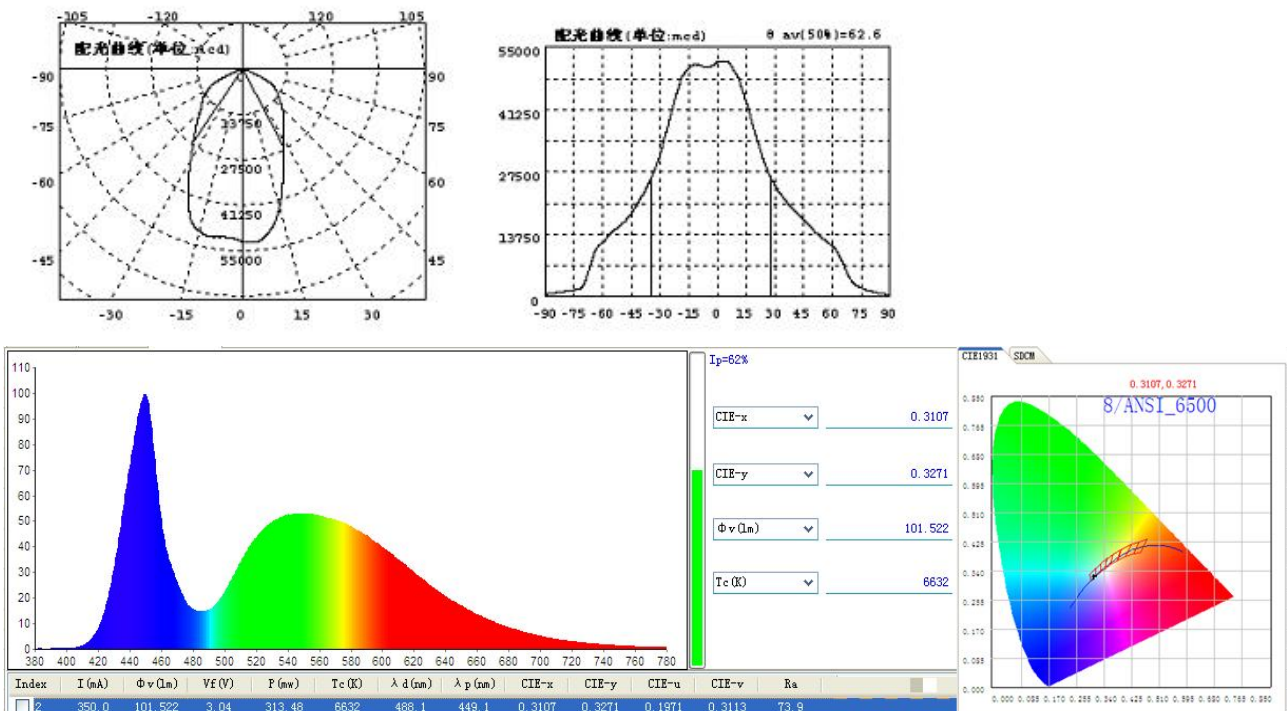 -105 -120 120 105
配光曲线(单位:mcd)
-90 90
-75 75
-60 60
-45 45
-30 -15 0 15 30
13750
27500
41250
55000
配光曲线(单位:mcd) θ av(50%)=62.6
55000
41250
27500
13750
0
-90 -75 -60 -45 -30 -15 0 15 30 45 60 75 90
110
100
90
80
70
60
50
40
30
20
10
0
380 400 420 440 460 480 500 520 540 560 580 600 620 640 660 680 700 720 740 760 780
Ip=62%
CIE-x 0.3107
CIE-y 0.3271
Φv(lm) 101.522
Tc(K) 6632
CIE1931 SDCM
0.3107,0.3271
8/ANSI_6500
0.340
0.170
0.000
Index I(mA) Φv(lm) Vf(V) P(mw) Tc(K) λd(nm) λp(nm) CIE-x CIE-y CIE-u CIE-v Ra
2 350.0 101.522 3.04 313.48 6632 488.1 449.1 0.3107 0.3271 0.1971 0.3113 73.9